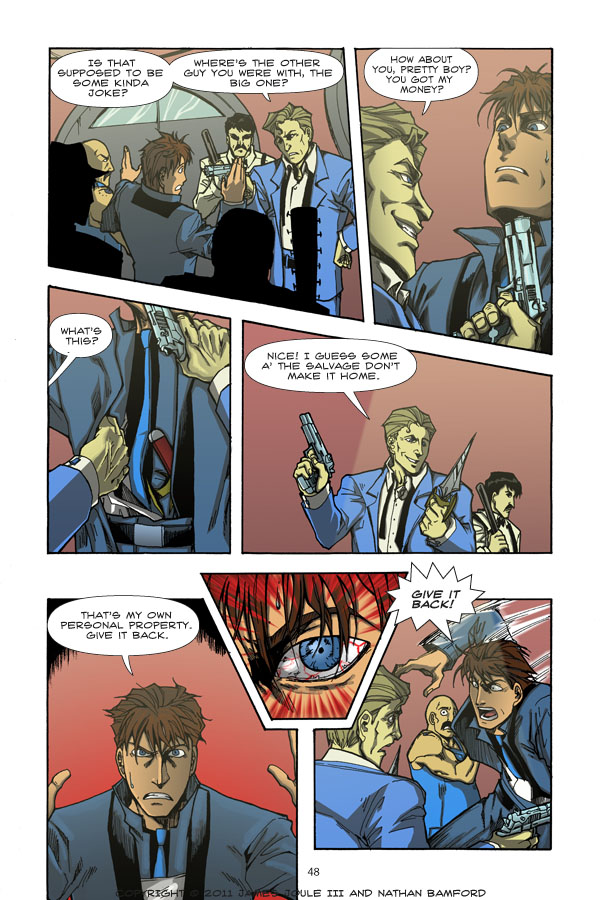 IS THAT
SUPPOSED TO BE
SOME KINDA
JOKE?
WHERE'S THE OTHER
GUY YOU WERE WITH, THE
BIG ONE?
HOW ABOUT
YOU, PRETTY BOY?
YOU GOT MY
MONEY?
WHAT'S
THIS?
NICE! I GUESS SOME
A' THE SALVAGE DON'T
MAKE IT HOME.
THAT'S MY OWN
PERSONAL PROPERTY.
GIVE IT BACK.
GIVE IT
BACK!
48
COPYRIGHT © 2011 JAMES JOULE III AND NATHAN BAMFORD